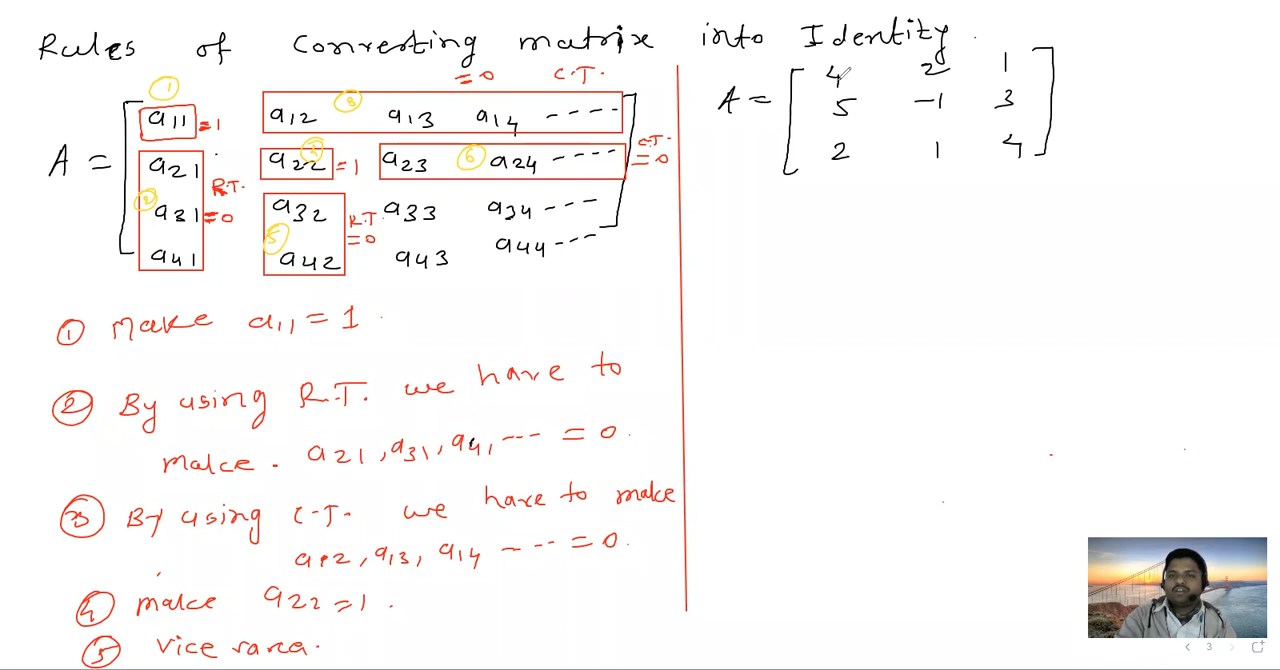 Rules of Converting matrix into Identity.
= 0 C.T.
1
A = a11 = 1 a12 8 a13 a14 ----
a21 R.T. a22 = 1 a23 6 a24 ---- C.T. = 0
2 a31 = 0 a32 R.T. = 0 a33 a34 ---
a41 5 a42 a43 a44 ---
① Make a11 = 1.
② By using R.T. we have to
make. a21, a31, a41, --- = 0.
③ By using C.T. we have to make
a12, a13, a14 ---- = 0.
④ make a22 = 1.
⑤ vice varca.
A = 4 2 1
5 -1 3
2 1 4
< 3 >